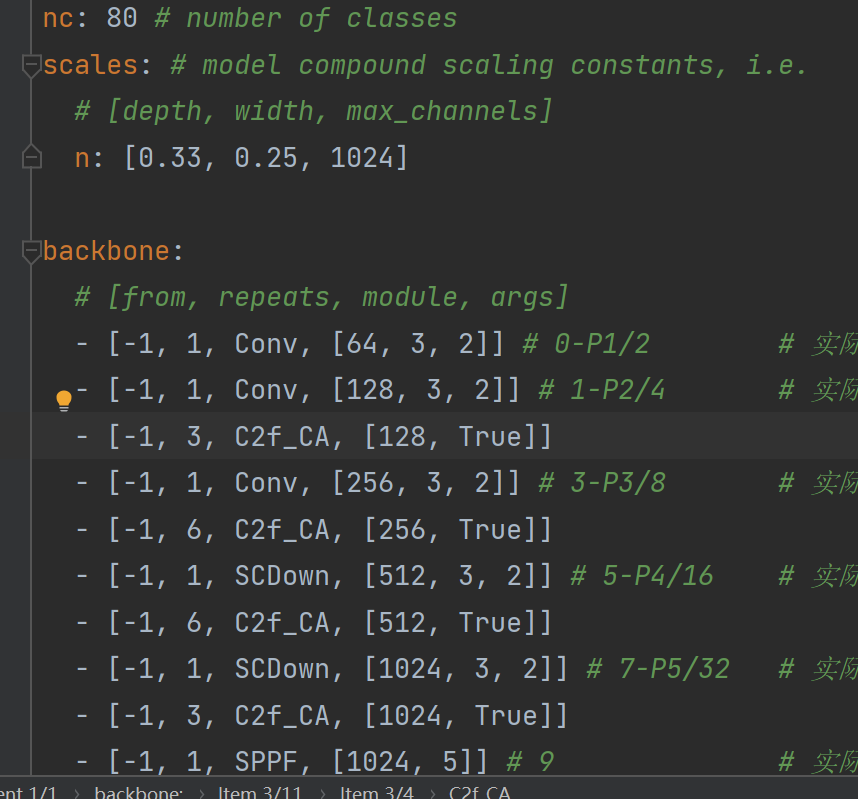 nc: 80 # number of classes
scales: # model compound scaling constants, i.e.
# [depth, width, max_channels]
n: [0.33, 0.25, 1024]
backbone:
# [from, repeats, module, args]
- [-1, 1, Conv, [64, 3, 2]] # 0-P1/2 # 实际
- [-1, 1, Conv, [128, 3, 2]] # 1-P2/4 # 实际
- [-1, 3, C2f_CA, [128, True]]
- [-1, 1, Conv, [256, 3, 2]] # 3-P3/8 # 实际
- [-1, 6, C2f_CA, [256, True]]
- [-1, 1, SCDown, [512, 3, 2]] # 5-P4/16 # 实际
- [-1, 6, C2f_CA, [512, True]]
- [-1, 1, SCDown, [1024, 3, 2]] # 7-P5/32 # 实际
- [-1, 3, C2f_CA, [1024, True]]
- [-1, 1, SPPF, [1024, 5]] # 9 # 实际
ent 1/1 › backbone: › Item 3/11 › Item 3/4 › C2f_CA